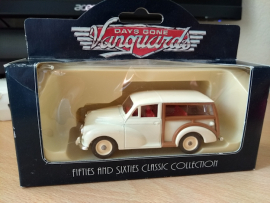 DAYS GONE
Vanguards
FIFTIES AND SIXTIES CLASSIC COLLECTION